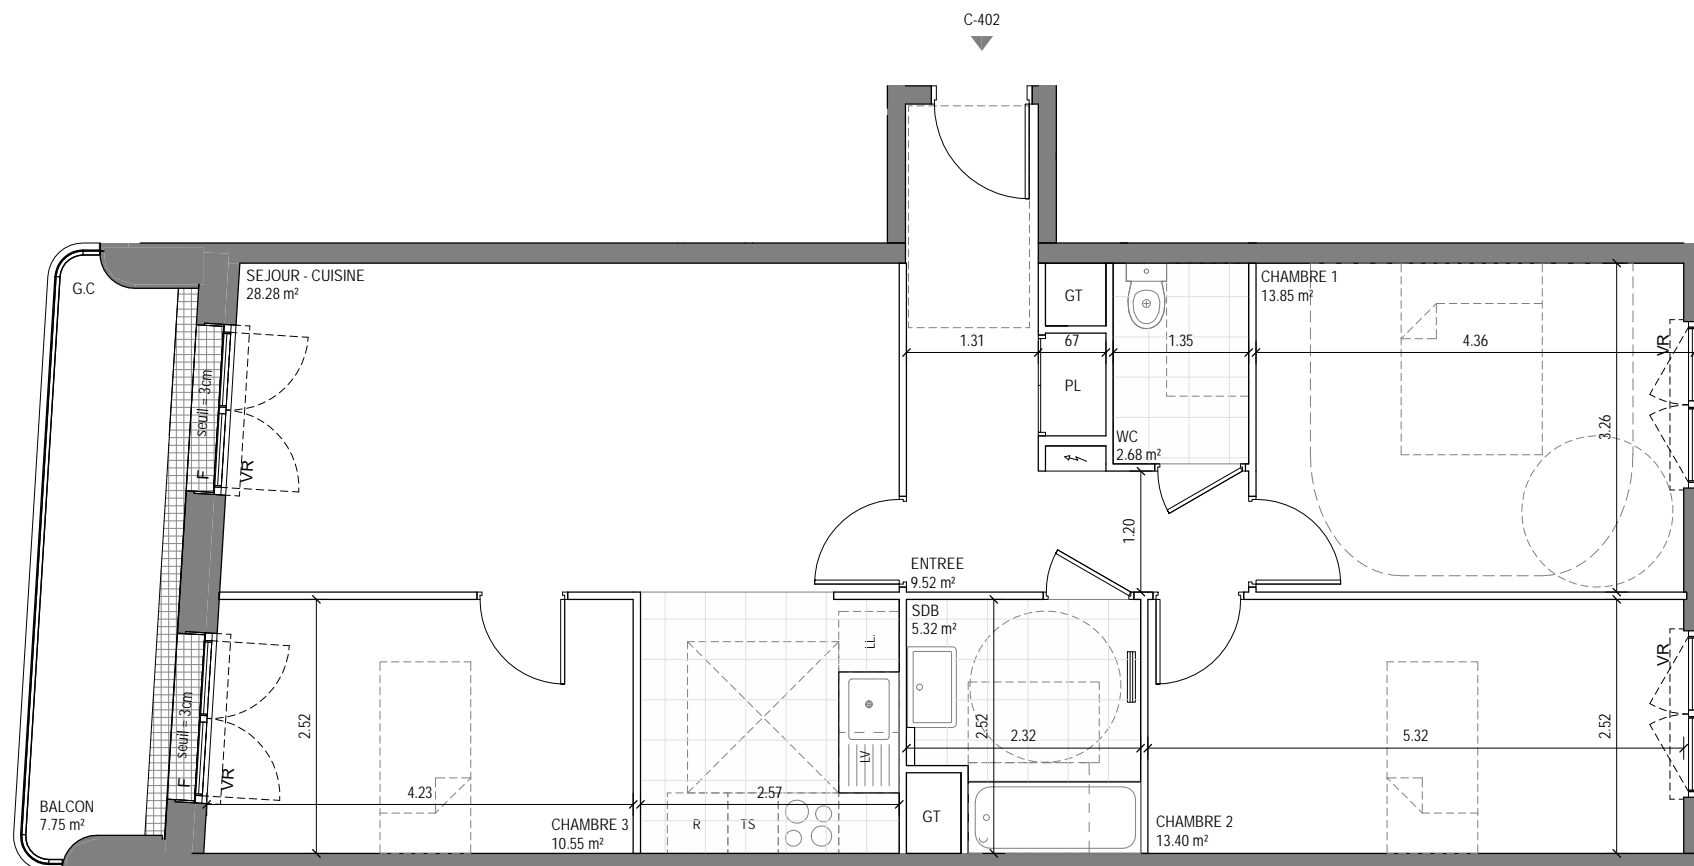 C-402
G.C
SEJOUR - CUISINE
28.28 m²
GT
CHAMBRE 1
13.85 m²
1.31
67
1.35
4.36
VR
seuil = 3cm
PL
3.26
F
VR
WC
2.68 m²
1.20
ENTREE
9.52 m²
SDB
5.32 m²
LL.
VR
2.52
2.52
2.32
5.32
2.52
seuil = 3cm
LV
F
VR
BALCON
7.75 m²
4.23
2.57
CHAMBRE 3
10.55 m²
R
TS
GT
CHAMBRE 2
13.40 m²